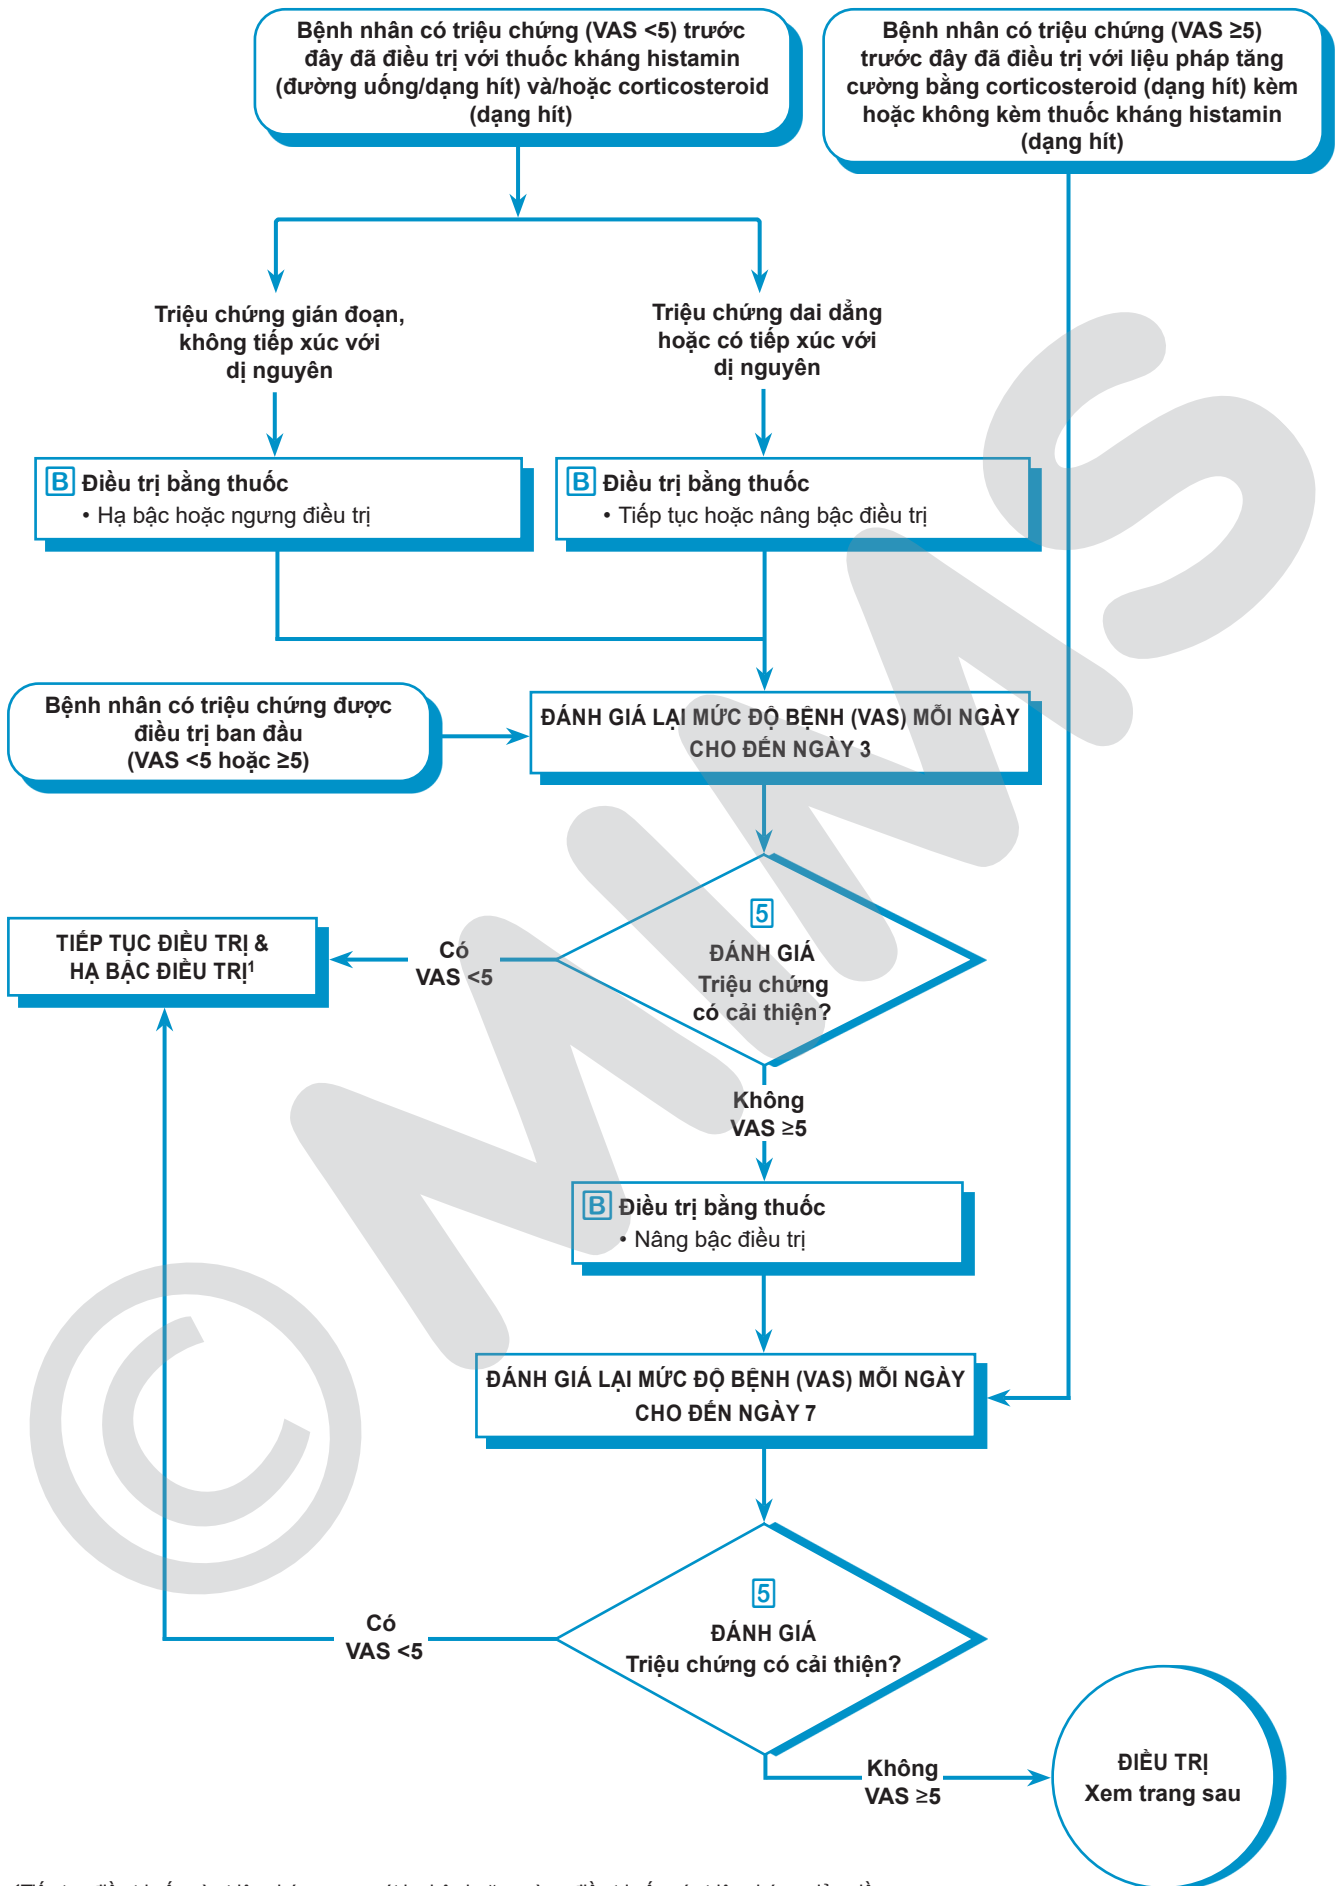 Bệnh nhân có triệu chứng (VAS <5) trước
đây đã điều trị với thuốc kháng histamin
(đường uống/dạng hít) và/hoặc corticosteroid
(dạng hít)
Bệnh nhân có triệu chứng (VAS ≥5)
trước đây đã điều trị với liệu pháp tăng
cường bằng corticosteroid (dạng hít) kèm
hoặc không kèm thuốc kháng histamin
(dạng hít)
Triệu chứng gián đoạn,
không tiếp xúc với
dị nguyên
Triệu chứng dai dẳng
hoặc có tiếp xúc với
dị nguyên
B Điều trị bằng thuốc
• Hạ bậc hoặc ngưng điều trị
B Điều trị bằng thuốc
• Tiếp tục hoặc nâng bậc điều trị
Bệnh nhân có triệu chứng được
điều trị ban đầu
(VAS <5 hoặc ≥5)
ĐÁNH GIÁ LẠI MỨC ĐỘ BỆNH (VAS) MỖI NGÀY
CHO ĐẾN NGÀY 3
5
ĐÁNH GIÁ
Triệu chứng
có cải thiện?
Có
VAS <5
TIẾP TỤC ĐIỀU TRỊ &
HẠ BẬC ĐIỀU TRỊ¹
Không
VAS ≥5
B Điều trị bằng thuốc
• Nâng bậc điều trị
ĐÁNH GIÁ LẠI MỨC ĐỘ BỆNH (VAS) MỖI NGÀY
CHO ĐẾN NGÀY 7
5
ĐÁNH GIÁ
Triệu chứng có cải thiện?
Có
VAS <5
Không
VAS ≥5
ĐIỀU TRỊ
Xem trang sau
© MIMS